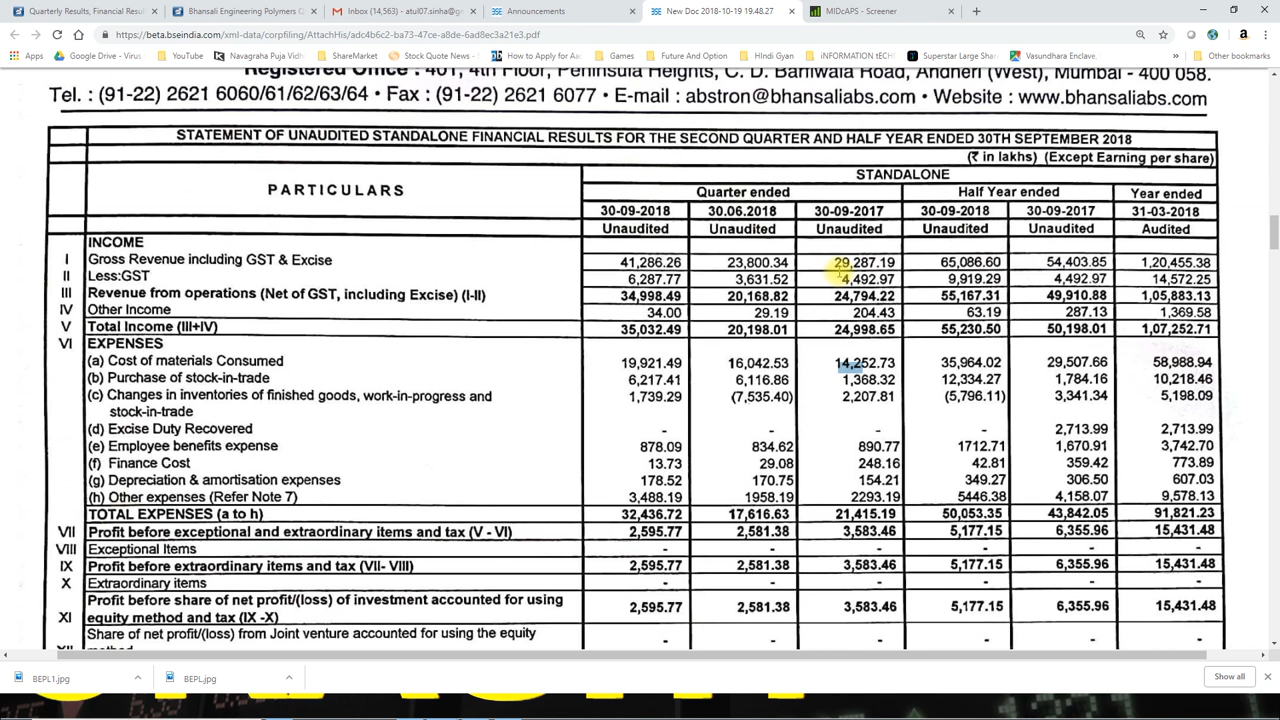 Quarterly Results, Financial Resu
Bhansali Engineering Polymers C
Inbox (14,563) - atul07.sinha@g
Announcements
New Doc 2018-10-19 19.48.27
MIDcAPS - Screener
https://beta.bseindia.com/xml-data/corpfiling/AttachHis/adc4b6c2-ba73-47ce-a8de-6ad8ec3a21e3.pdf
Apps Google Drive - Virus YouTube Navagraha Puja ShareMarket Stock Quote News - How to Apply for Aa Games Future And Option HIndi Gyan iNFORMATION tECH Superstar Large Shar Vasundhara Enclave, Other bookmarks
Registered Office : 401, 4th Floor, Peninsula Heights, C. D. Barfiwala Road, Andheri (West), Mumbai - 400 058.
Tel. : (91-22) 2621 6060/61/62/63/64 • Fax : (91-22) 2621 6077 • E-mail : abstron@bhansaliabs.com • Website : www.bhansaliabs.com
STATEMENT OF UNAUDITED STANDALONE FINANCIAL RESULTS FOR THE SECOND QUARTER AND HALF YEAR ENDED 30TH SEPTEMBER 2018
(₹ in lakhs) (Except Earning per share)
PARTICULARS STANDALONE
Quarter ended Half Year ended Year ended
30-09-2018 30.06.2018 30-09-2017 30-09-2018 30-09-2017 31-03-2018
Unaudited Unaudited Unaudited Unaudited Unaudited Audited
INCOME
I Gross Revenue including GST & Excise 41,286.26 23,800.34 29,287.19 65,086.60 54,403.85 1,20,455.38
II Less:GST 6,287.77 3,631.52 4,492.97 9,919.29 4,492.97 14,572.25
III Revenue from operations (Net of GST, including Excise) (I-II) 34,998.49 20,168.82 24,794.22 55,167.31 49,910.88 1,05,883.13
IV Other Income 34.00 29.19 204.43 63.19 287.13 1,369.58
V Total Income (III+IV) 35,032.49 20,198.01 24,998.65 55,230.50 50,198.01 1,07,252.71
VI EXPENSES
(a) Cost of materials Consumed 19,921.49 16,042.53 14,252.73 35,964.02 29,507.66 58,988.94
(b) Purchase of stock-in-trade 6,217.41 6,116.86 1,368.32 12,334.27 1,784.16 10,218.46
(c) Changes in inventories of finished goods, work-in-progress and 1,739.29 (7,535.40) 2,207.81 (5,796.11) 3,341.34 5,198.09
stock-in-trade
(d) Excise Duty Recovered - - - - 2,713.99 2,713.99
(e) Employee benefits expense 878.09 834.62 890.77 1712.71 1,670.91 3,742.70
(f) Finance Cost 13.73 29.08 248.16 42.81 359.42 773.89
(g) Depreciation & amortisation expenses 178.52 170.75 154.21 349.27 306.50 607.03
(h) Other expenses (Refer Note 7) 3,488.19 1958.19 2293.19 5446.38 4,158.07 9,578.13
TOTAL EXPENSES (a to h) 32,436.72 17,616.63 21,415.19 50,053.35 43,842.05 91,821.23
VII Profit before exceptional and extraordinary items and tax (V - VI) 2,595.77 2,581.38 3,583.46 5,177.15 6,355.96 15,431.48
VIII Exceptional Items - - - - - -
IX Profit before extraordinary items and tax (VII- VIII) 2,595.77 2,581.38 3,583.46 5,177.15 6,355.96 15,431.48
X Extraordinary items - - - - - -
Profit before share of net profit/(loss) of investment accounted for using
XI equity method and tax (IX -X) 2,595.77 2,581.38 3,583.46 5,177.15 6,355.96 15,431.48
Share of net profit/(loss) from Joint venture accounted for using the equity - - - - - -
BEPL1.jpg
BEPL.jpg
Show all